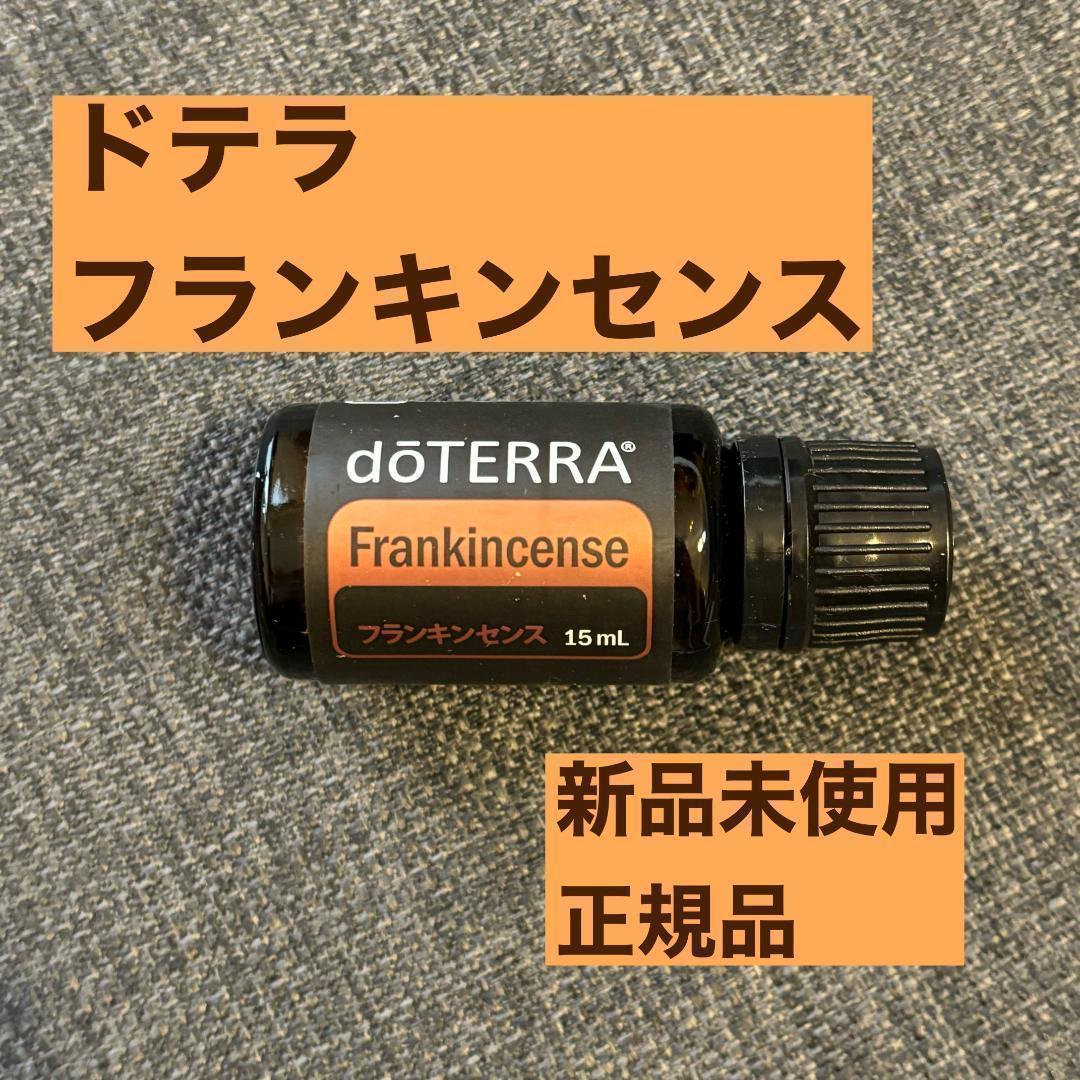 ドテラ
フランキンセンス
dōTERRA®
Frankincense
フランキンセンス 15 mL
新品未使用
正規品